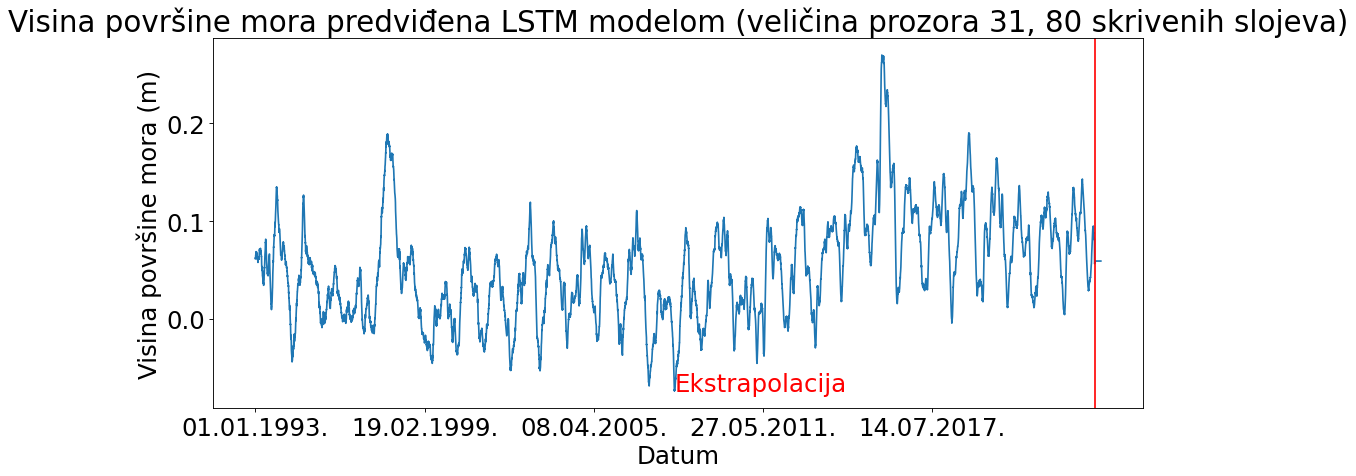 Visina površine mora predviđena LSTM modelom (veličina prozora 31, 80 skrivenih slojeva)
Visina površine mora (m)
0.2
0.1
0.0
Ekstrapolacija
01.01.1993. 19.02.1999. 08.04.2005. 27.05.2011. 14.07.2017.
Datum